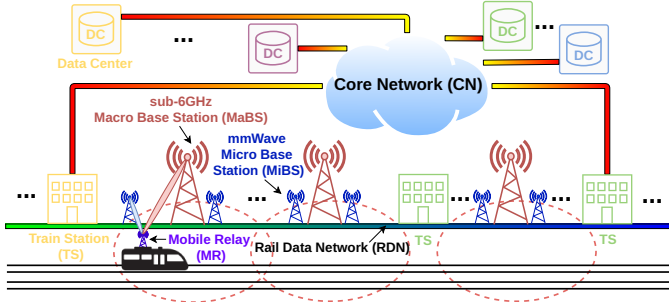 DC
...
DC
...
DC
DC
Data Center
Core Network (CN)
sub-6GHz
Macro Base Station (MaBS)
mmWave
Micro Base
Station (MiBS)
...
...
...
...
Train Station
(TS)
Mobile Relay
(MR)
Rail Data Network (RDN)
TS
TS